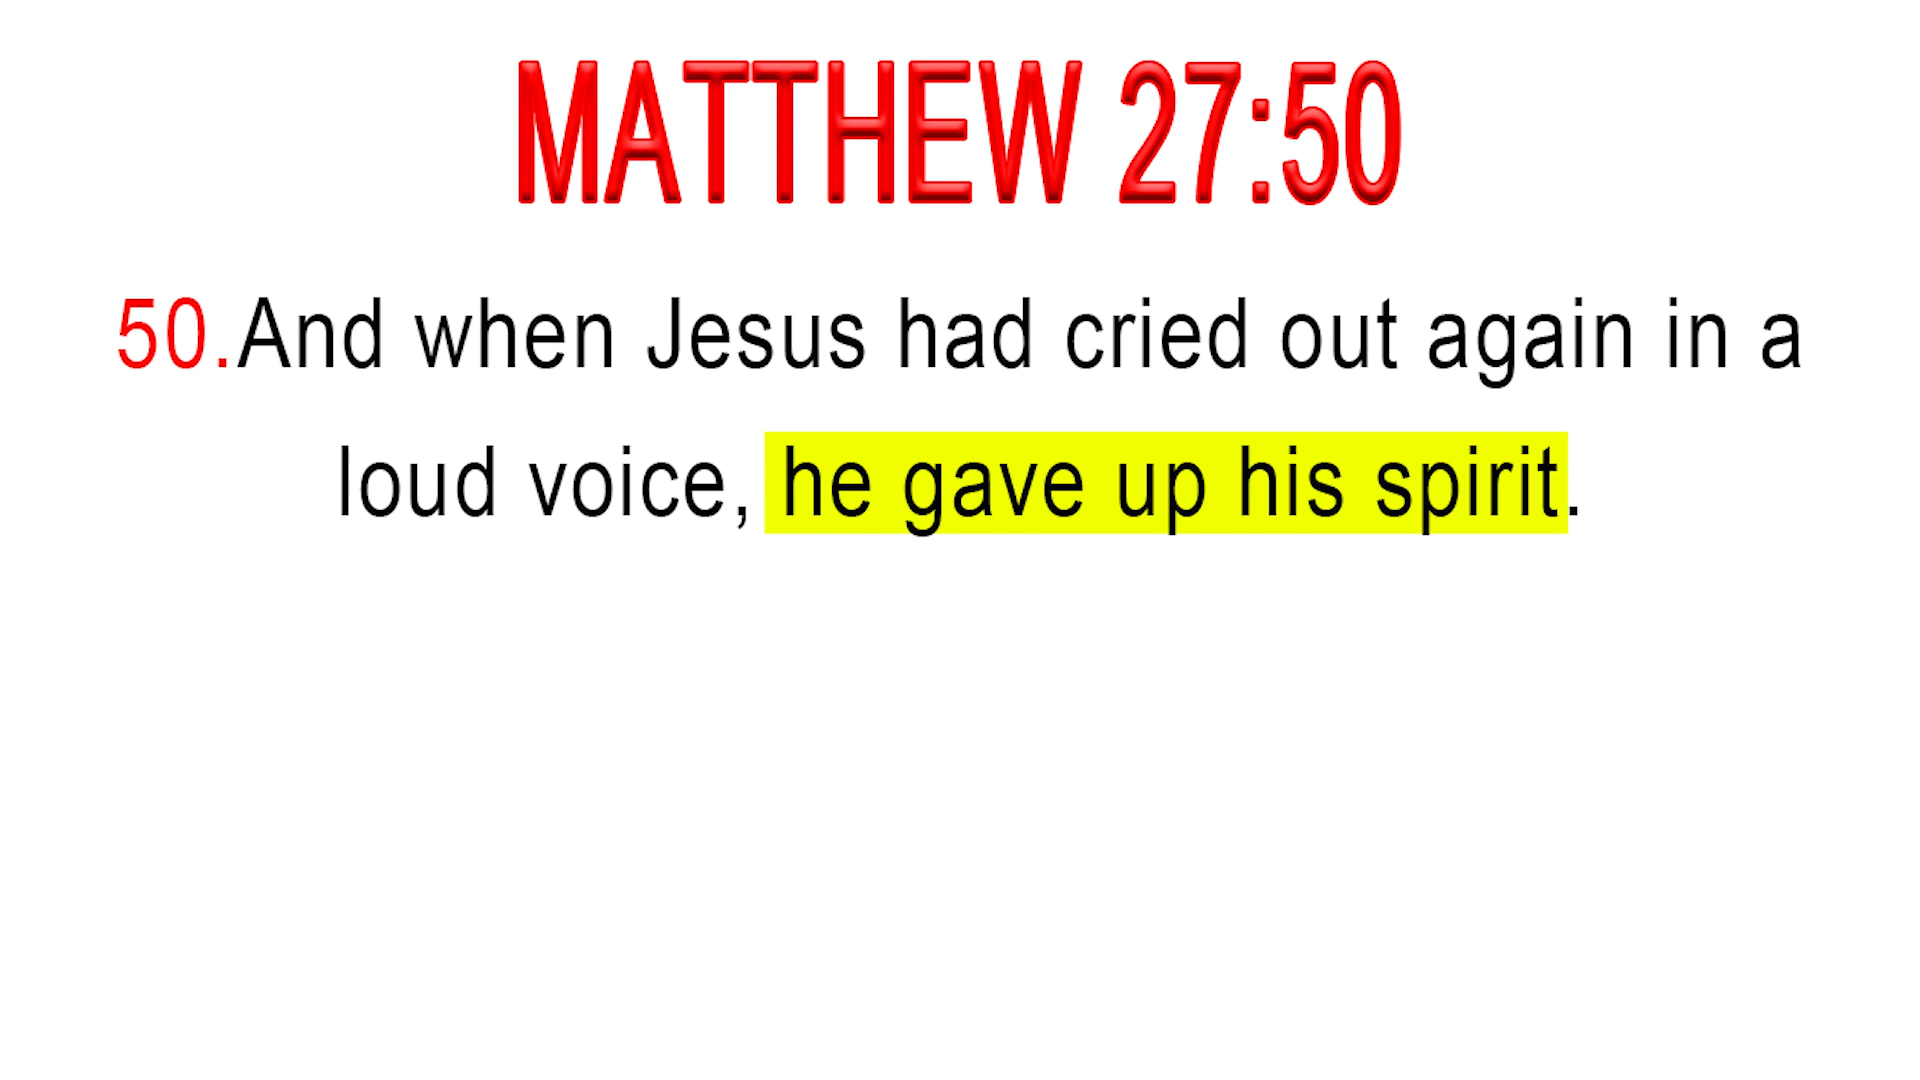 MATTHEW 27:50
50.And when Jesus had cried out again in a
loud voice, he gave up his spirit.